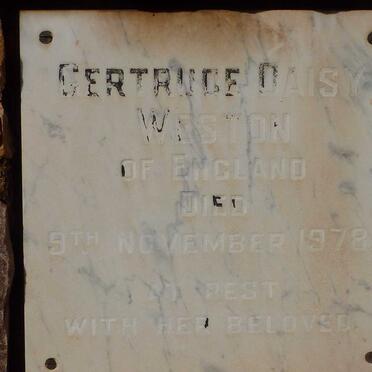 GERTRUDE DAISY
WESTON
OF ENGLAND
DIED
9TH NOVEMBER 1978
AT REST
WITH HER BELOVED